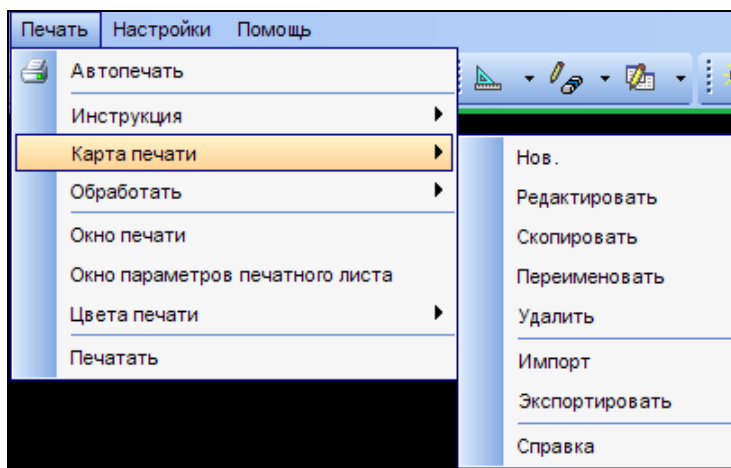 Печать Настройки Помощь
Автопечать
Инструкция
Карта печати
Обработать
Окно печати
Окно параметров печатного листа
Цвета печати
Печатать
Нов.
Редактировать
Скопировать
Переименовать
Удалить
Импорт
Экспортировать
Справка